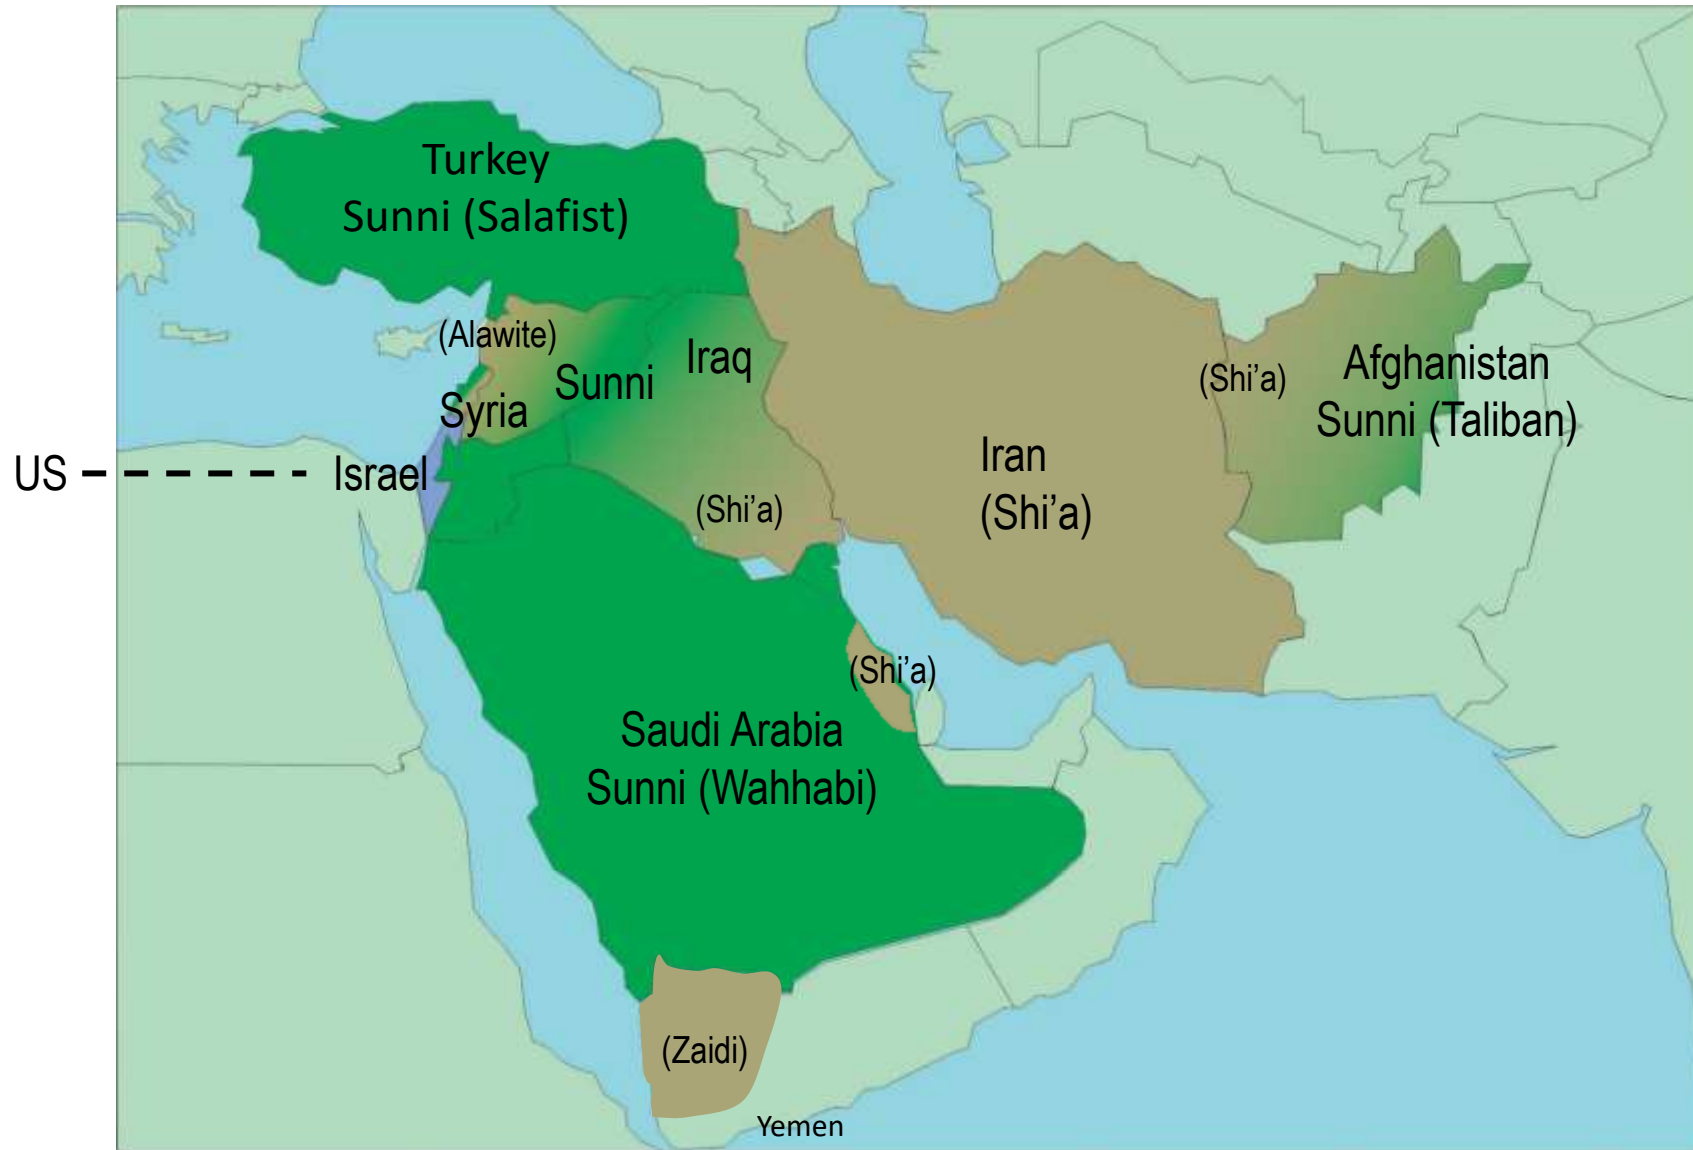 Turkey
Sunni (Salafist)
(Alawite)
Iraq
Sunni
(Shi'a)
Afghanistan
Sunni (Taliban)
Syria
Iran
(Shi'a)
US
Israel
(Shi'a)
(Shi'a)
Saudi Arabia
Sunni (Wahhabi)
(Zaidi)
Yemen